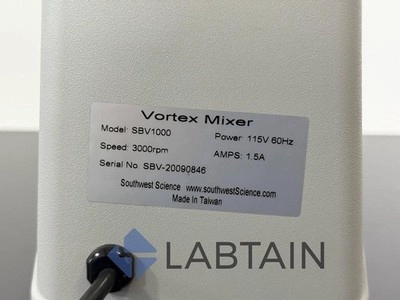 Vortex Mixer
Model: SBV1000
Power: 115V 60Hz
Speed: 3000rpm
AMPS: 1.5A
Serial No. SBV-20090846
Southwest Science www.southwestScience.com
Made In Taiwan
LABTAIN